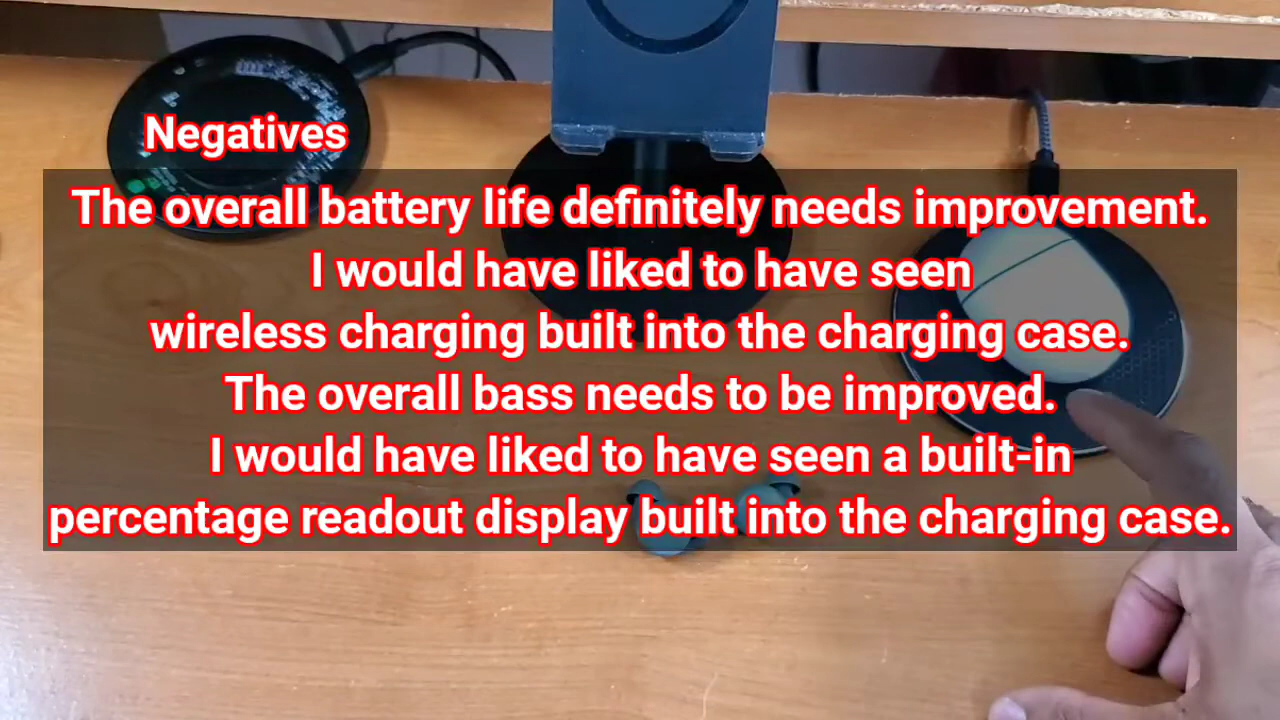 Negatives
The overall battery life definitely needs improvement.
I would have liked to have seen
wireless charging built into the charging case.
The overall bass needs to be improved.
I would have liked to have seen a built-in
percentage readout display built into the charging case.